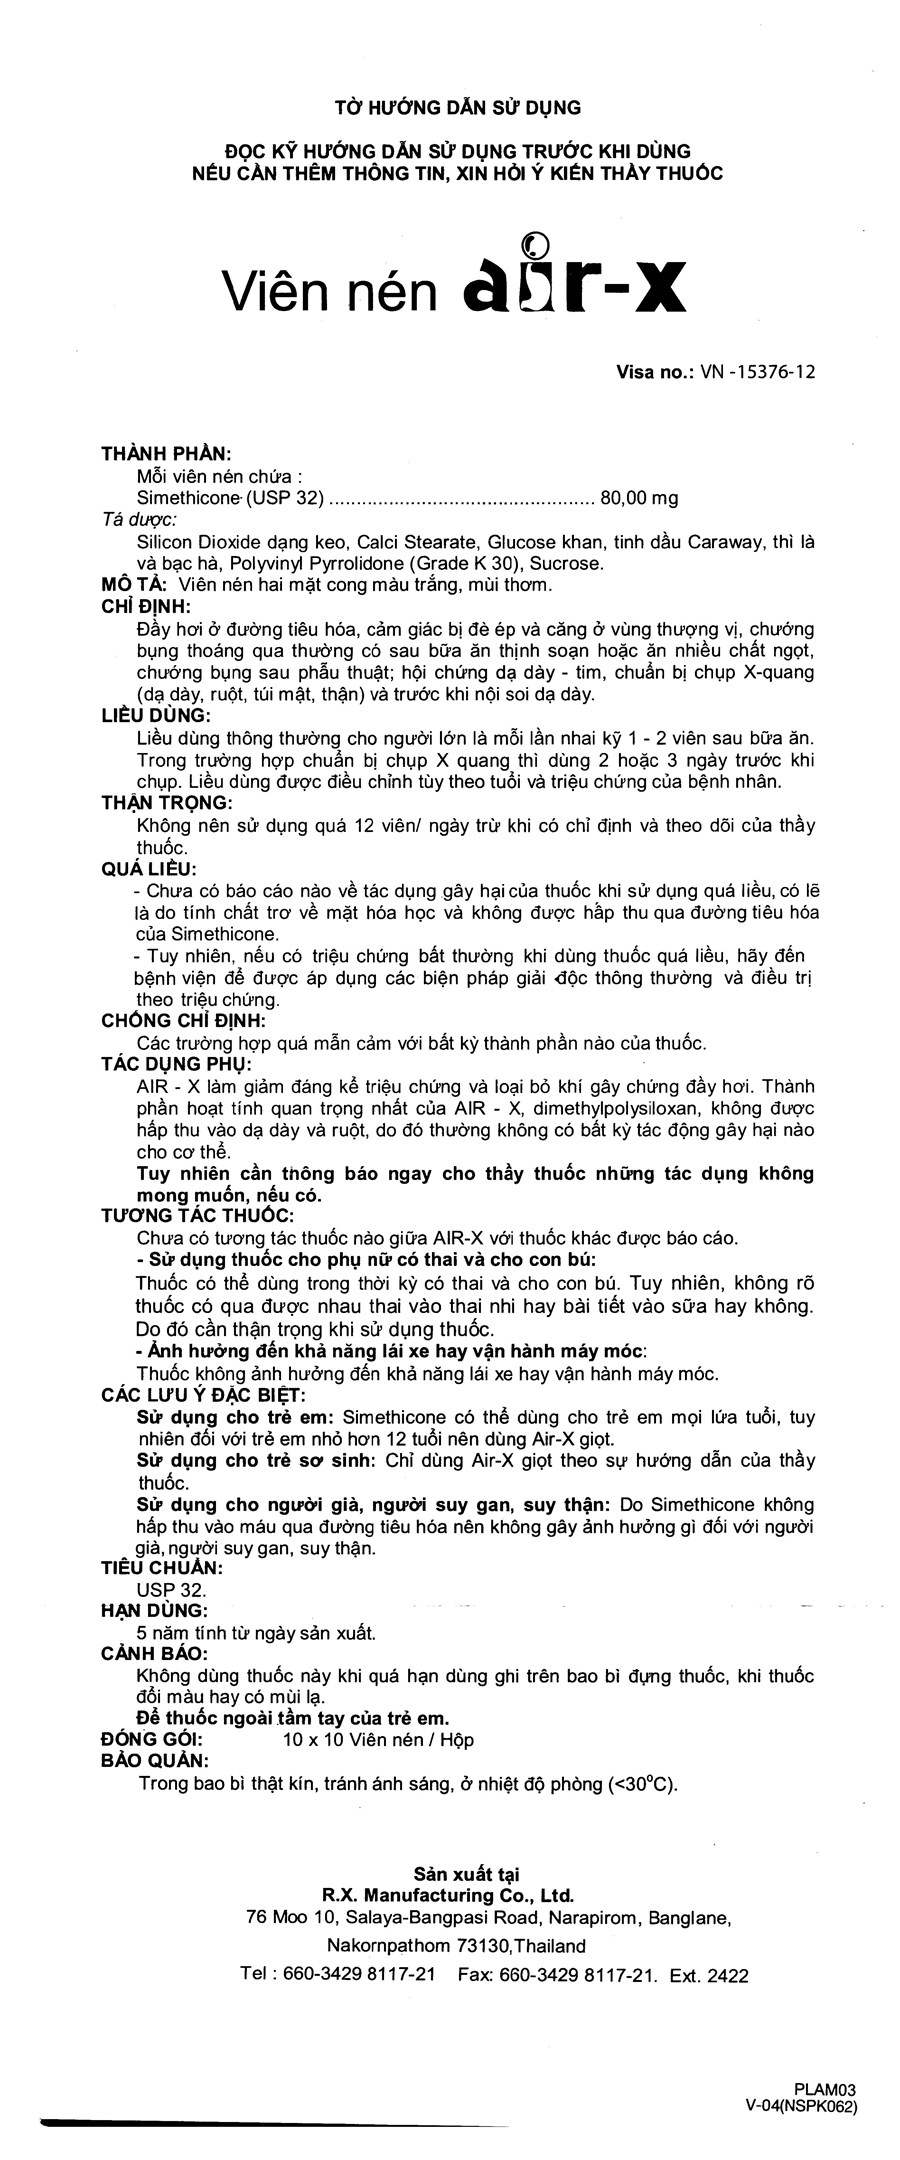 TỜ HƯỚNG DẪN SỬ DỤNG
ĐỌC KỸ HƯỚNG DẪN SỬ DỤNG TRƯỚC KHI DÙNG
NẾU CẦN THÊM THÔNG TIN, XIN HỎI Ý KIẾN THẦY THUỐC
Viên nén air-x
Visa no.: VN -15376-12
THÀNH PHẦN:
Mỗi viên nén chứa :
Simethicone (USP 32) ................................................ 80,00 mg
Tá dược:
Silicon Dioxide dạng keo, Calci Stearate, Glucose khan, tinh dầu Caraway, thì là
và bạc hà, Polyvinyl Pyrrolidone (Grade K 30), Sucrose.
MÔ TẢ: Viên nén hai mặt cong màu trắng, mùi thơm.
CHỈ ĐỊNH:
Đầy hơi ở đường tiêu hóa, cảm giác bị đè ép và căng ở vùng thượng vị, chướng
bụng thoáng qua thường có sau bữa ăn thịnh soạn hoặc ăn nhiều chất ngọt,
chướng bụng sau phẫu thuật; hội chứng dạ dày - tim, chuẩn bị chụp X-quang
(dạ dày, ruột, túi mật, thận) và trước khi nội soi dạ dày.
LIỀU DÙNG:
Liều dùng thông thường cho người lớn là mỗi lần nhai kỹ 1 - 2 viên sau bữa ăn.
Trong trường hợp chuẩn bị chụp X quang thì dùng 2 hoặc 3 ngày trước khi
chụp. Liều dùng được điều chỉnh tùy theo tuổi và triệu chứng của bệnh nhân.
THẬN TRỌNG:
Không nên sử dụng quá 12 viên/ ngày trừ khi có chỉ định và theo dõi của thầy
thuốc.
QUÁ LIỀU:
- Chưa có báo cáo nào về tác dụng gây hại của thuốc khi sử dụng quá liều, có lẽ
là do tính chất trơ về mặt hóa học và không được hấp thu qua đường tiêu hóa
của Simethicone.
- Tuy nhiên, nếu có triệu chứng bất thường khi dùng thuốc quá liều, hãy đến
bệnh viện để được áp dụng các biện pháp giải độc thông thường và điều trị
theo triệu chứng.
CHỐNG CHỈ ĐỊNH:
Các trường hợp quá mẫn cảm với bất kỳ thành phần nào của thuốc.
TÁC DỤNG PHỤ:
AIR - X làm giảm đáng kể triệu chứng và loại bỏ khí gây chứng đầy hơi. Thành
phần hoạt tính quan trọng nhất của AIR - X, dimethylpolysiloxan, không được
hấp thu vào dạ dày và ruột, do đó thường không có bất kỳ tác động gây hại nào
cho cơ thể.
Tuy nhiên cần thông báo ngay cho thầy thuốc những tác dụng không
mong muốn, nếu có.
TƯƠNG TÁC THUỐC:
Chưa có tương tác thuốc nào giữa AIR-X với thuốc khác được báo cáo.
- Sử dụng thuốc cho phụ nữ có thai và cho con bú:
Thuốc có thể dùng trong thời kỳ có thai và cho con bú. Tuy nhiên, không rõ
thuốc có qua được nhau thai vào thai nhi hay bài tiết vào sữa hay không.
Do đó cần thận trọng khi sử dụng thuốc.
- Ảnh hưởng đến khả năng lái xe hay vận hành máy móc:
Thuốc không ảnh hưởng đến khả năng lái xe hay vận hành máy móc.
CÁC LƯU Ý ĐẶC BIỆT:
Sử dụng cho trẻ em: Simethicone có thể dùng cho trẻ em mọi lứa tuổi, tuy
nhiên đối với trẻ em nhỏ hơn 12 tuổi nên dùng Air-X giọt.
Sử dụng cho trẻ sơ sinh: Chỉ dùng Air-X giọt theo sự hướng dẫn của thầy
thuốc.
Sử dụng cho người già, người suy gan, suy thận: Do Simethicone không
hấp thu vào máu qua đường tiêu hóa nên không gây ảnh hưởng gì đối với người
già, người suy gan, suy thận.
TIÊU CHUẨN:
USP 32.
HẠN DÙNG:
5 năm tính từ ngày sản xuất.
CẢNH BÁO:
Không dùng thuốc này khi quá hạn dùng ghi trên bao bì đựng thuốc, khi thuốc
đổi màu hay có mùi lạ.
Để thuốc ngoài tầm tay của trẻ em.
ĐÓNG GÓI: 10 x 10 Viên nén / Hộp
BẢO QUẢN:
Trong bao bì thật kín, tránh ánh sáng, ở nhiệt độ phòng (<30°C).
Sản xuất tại
R.X. Manufacturing Co., Ltd.
76 Moo 10, Salaya-Bangpasi Road, Narapirom, Banglane,
Nakornpathom 73130,Thailand
Tel : 660-3429 8117-21 Fax: 660-3429 8117-21. Ext. 2422
PLAM03
V-04(NSPK062)